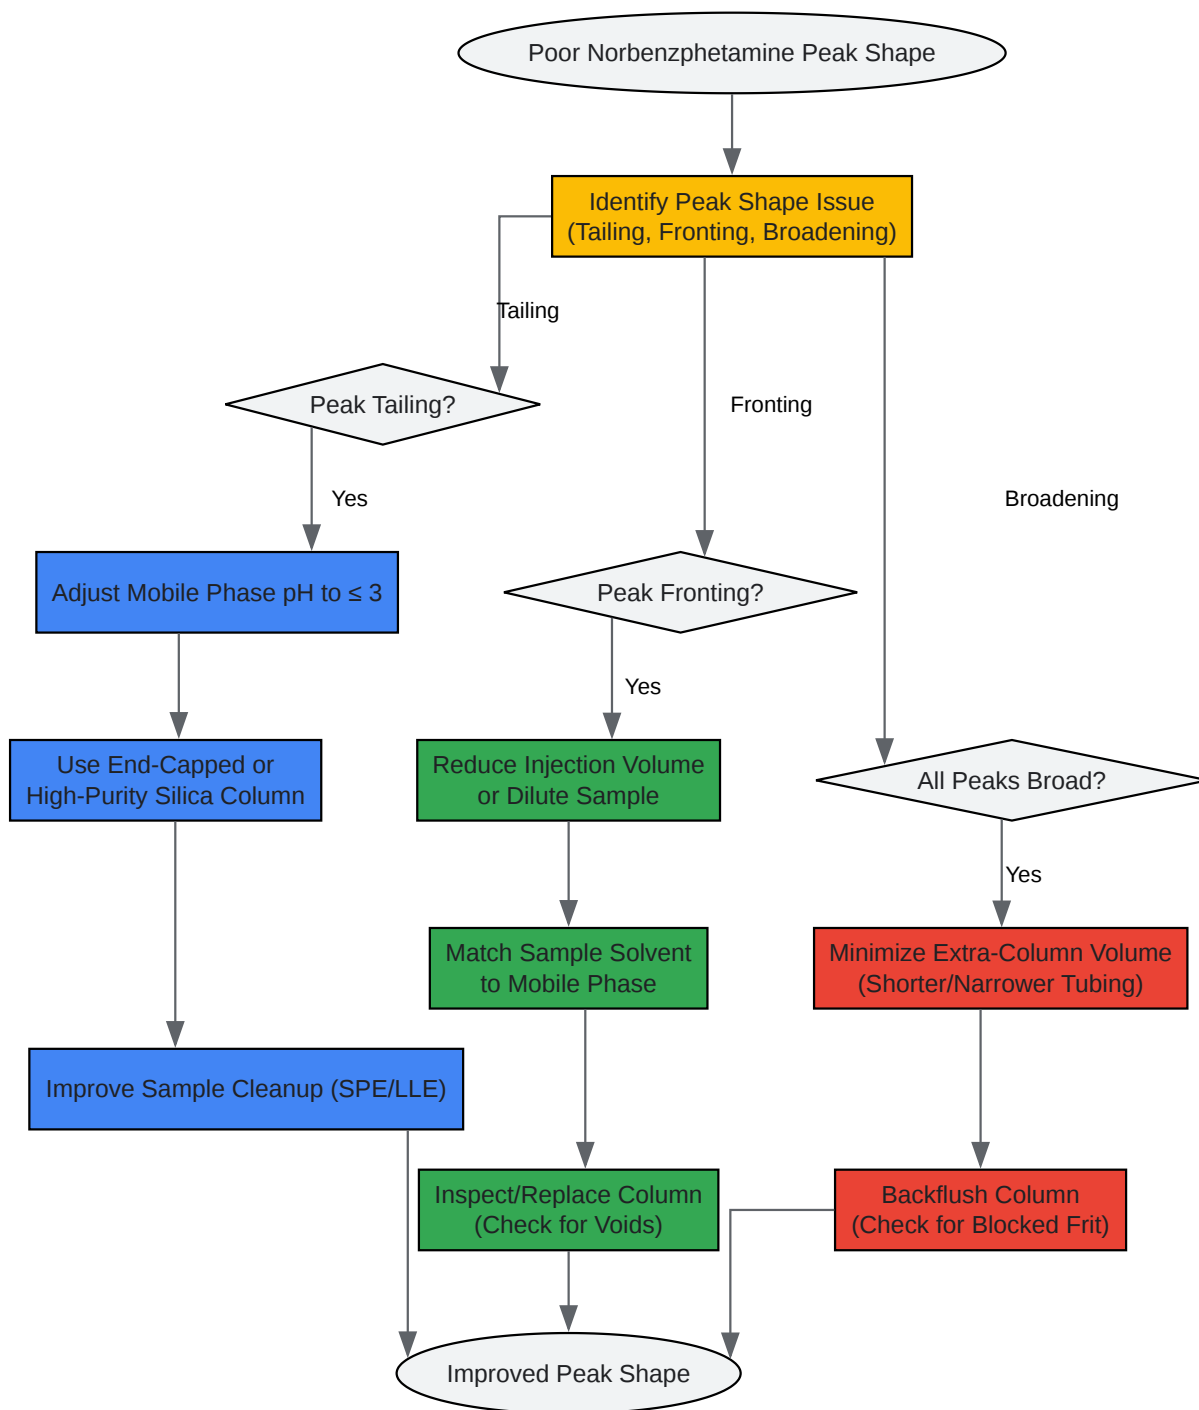 Poor Norbenzphetamine Peak Shape
Identify Peak Shape Issue
(Tailing, Fronting, Broadening)
Tailing
Peak Tailing?
Fronting
Yes
Broadening
Adjust Mobile Phase pH to ≤ 3
Peak Fronting?
Yes
Use End-Capped or
High-Purity Silica Column
Reduce Injection Volume
or Dilute Sample
All Peaks Broad?
Yes
Match Sample Solvent
to Mobile Phase
Minimize Extra-Column Volume
(Shorter/Narrower Tubing)
Improve Sample Cleanup (SPE/LLE)
Inspect/Replace Column
(Check for Voids)
Backflush Column
(Check for Blocked Frit)
Improved Peak Shape